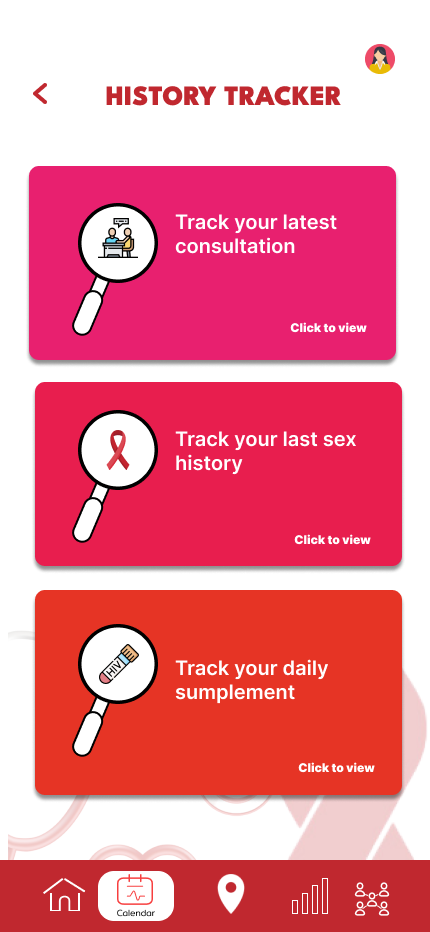 HISTORY TRACKER
Track your latest
consultation
Click to view
Track your last sex
history
Click to view
HIV
Track your daily
sumplement
Click to view
Calendar